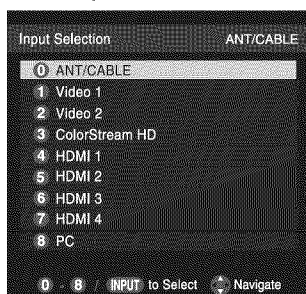 Input Selection ANT/CABLE
0 ANT/CABLE
1 Video 1
2 Video 2
3 ColorStream HD
4 HDMI 1
5 HDMI 2
6 HDMI 3
7 HDMI 4
8 PC
0 - 8 / INPUT to Select Navigate